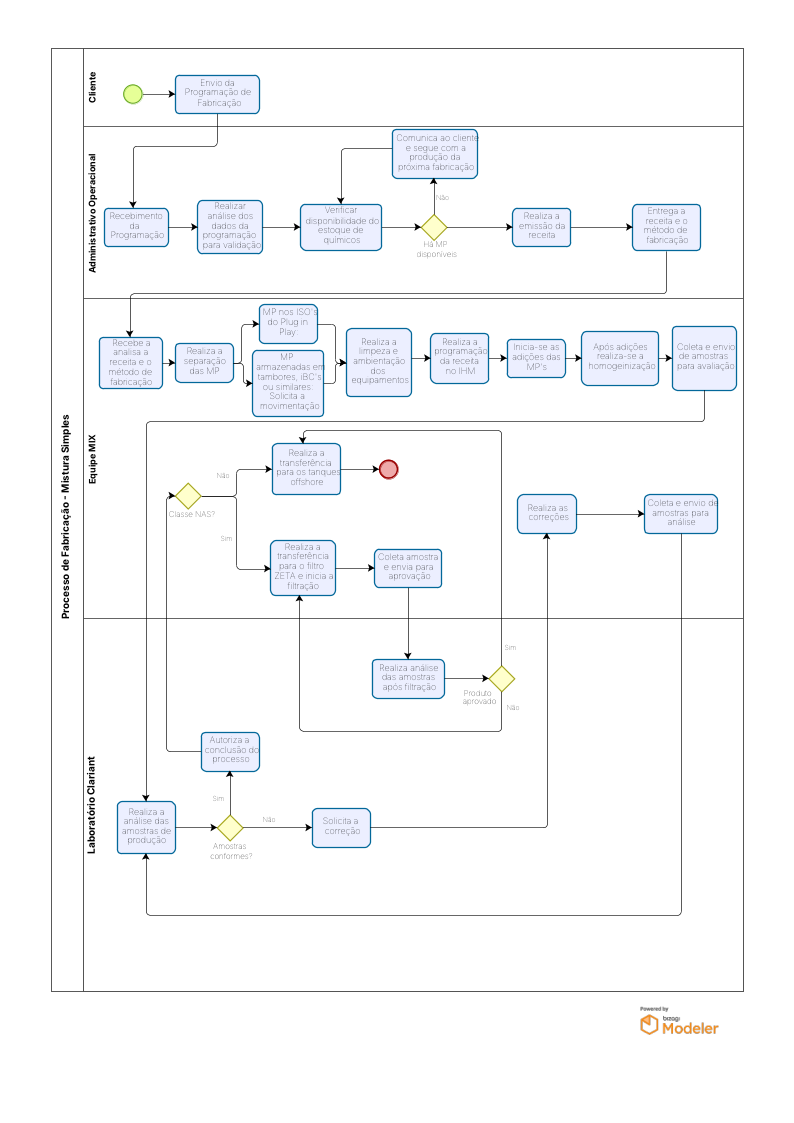 Processo de Fabricação - Mistura Simples
Cliente
Envio da
Programação de
Fabricação
Administrativo Operacional
Comunica ao cliente
e segue com a
produção da
próxima fabricação
Recebimento
da
Programação
Realizar
análise dos
dados da
programação
para validação
Verificar
disponibilidade do
estoque de
químicos
Não
Há MP
disponíveis
Realiza a
emissão da
receita
Entrega a
receita e o
método de
fabricação
Equipe MIX
Recebe a
analisa a
receita e o
método de
fabricação
Realiza a
separação
das MP
MP nos ISO's
do Plug in
Play:
MP
armazenadas em
tambores, IBC's
ou similares:
Solicita a
movimentação
Realiza a
limpeza e
ambientação
dos
equipamentos
Realiza a
programação
da receita
no IHM
Inicia-se as
adições das
MP's
Após adições
realiza-se a
homogeinização
Coleta e envio
de amostras
para avaliação
Realiza a
transferência
para os tanques
offshore
Não
Classe NAS?
Sim
Realiza a
transferência
para o filtro
ZETA e inicia a
filtração
Coleta amostra
e envia para
aprovação
Realiza as
correções
Coleta e envio de
amostras para
análise
Laboratório Clariant
Realiza análise
das amostras
após filtração
Sim
Produto
aprovado
Não
Autoriza a
conclusão do
processo
Sim
Realiza a
análise das
amostras de
produção
Não
Amostras
conformes?
Solicita a
correção
Powered by
bizagi
Modeler